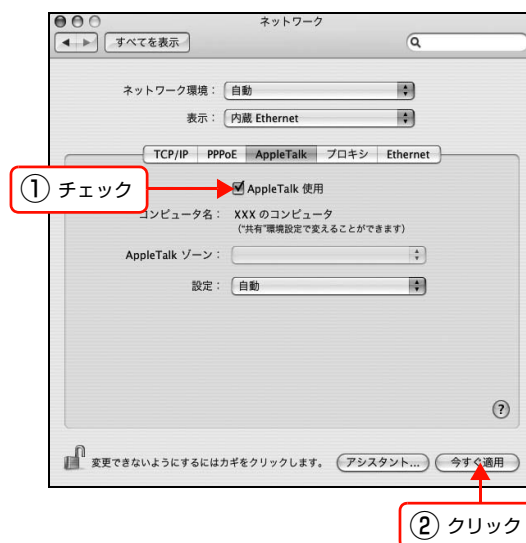 ネットワーク
すべてを表示
ネットワーク環境： 自動
表示： 内蔵 Ethernet
TCP/IP PPPoE AppleTalk プロキシ Ethernet
① チェック
AppleTalk 使用
コンピュータ名： XXX のコンピュータ
（“共有”環境設定で変えることができます）
AppleTalk ゾーン：
設定： 自動
?
変更できないようにするにはカギをクリックします。 アシスタント... 今すぐ適用
② クリック